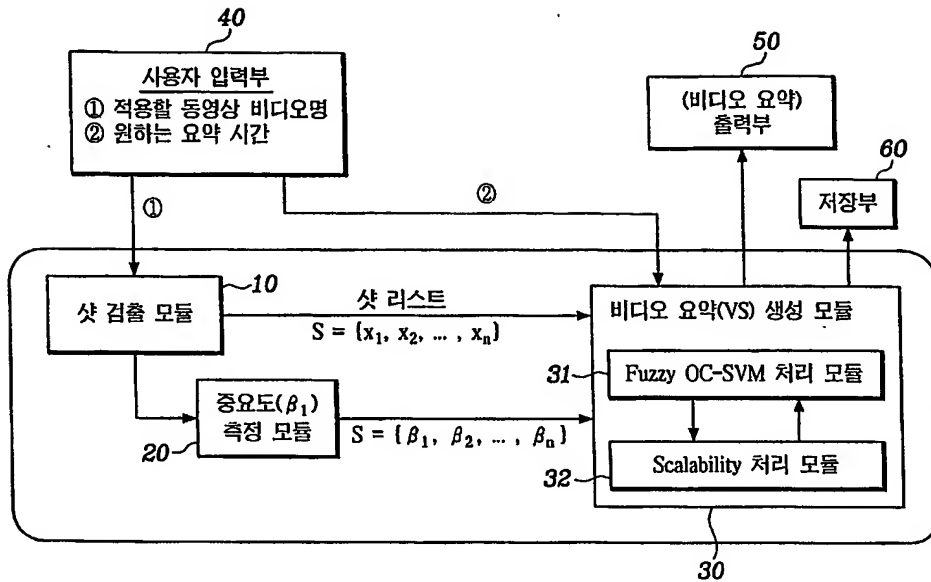 40
사용자 입력부
① 적용할 동영상 비디오명
② 원하는 요약 시간
50
(비디오 요약)
출력부
60
저장부
①
②
10
샷 검출 모듈
샷 리스트
S = {x₁, x₂, ... , xₙ}
중요도(β₁)
측정 모듈
20
S = { β₁, β₂, ... , βₙ}
비디오 요약(VS) 생성 모듈
31
Fuzzy OC-SVM 처리 모듈
32
Scalability 처리 모듈
30